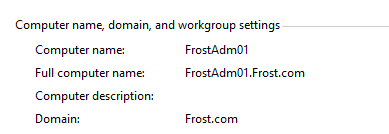 Computer name, domain, and workgroup settings
Computer name: FrostAdm01
Full computer name: FrostAdm01.Frost.com
Computer description:
Domain: Frost.com